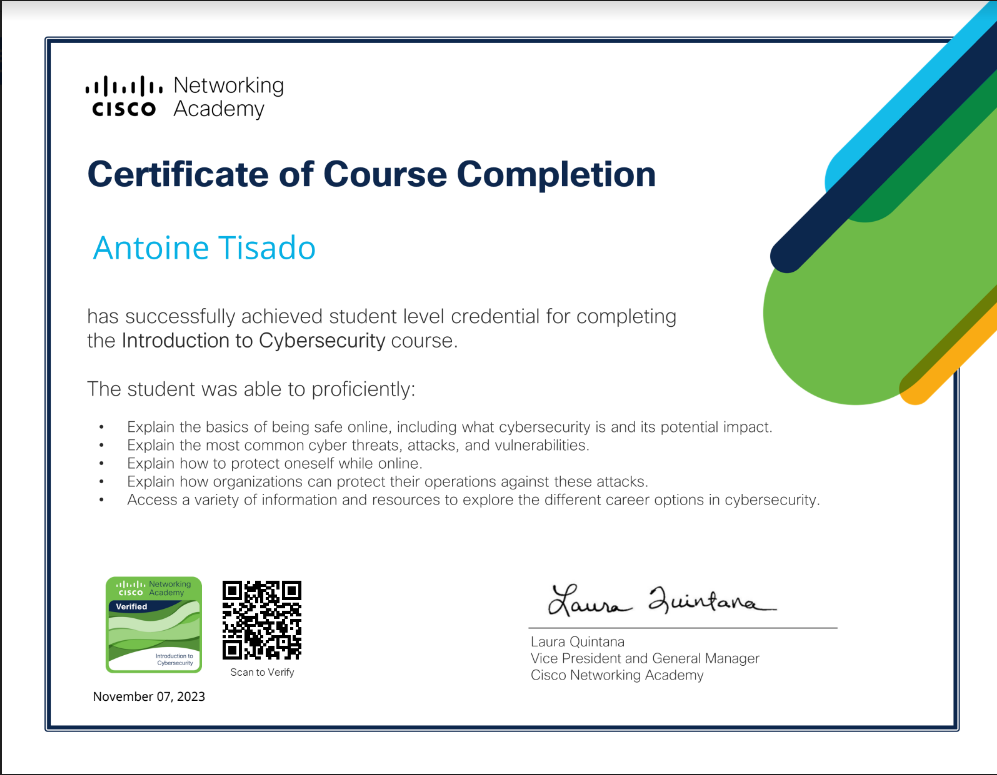 Networking
CISCO Academy
Certificate of Course Completion
Antoine Tisado
has successfully achieved student level credential for completing
the Introduction to Cybersecurity course.
The student was able to proficiently:
• Explain the basics of being safe online, including what cybersecurity is and its potential impact.
• Explain the most common cyber threats, attacks, and vulnerabilities.
• Explain how to protect oneself while online.
• Explain how organizations can protect their operations against these attacks.
• Access a variety of information and resources to explore the different career options in cybersecurity.
Networking
CISCO Academy
Verified
Introduction to
Cybersecurity
Scan to Verify
November 07, 2023
Laura Quintana
Laura Quintana
Vice President and General Manager
Cisco Networking Academy